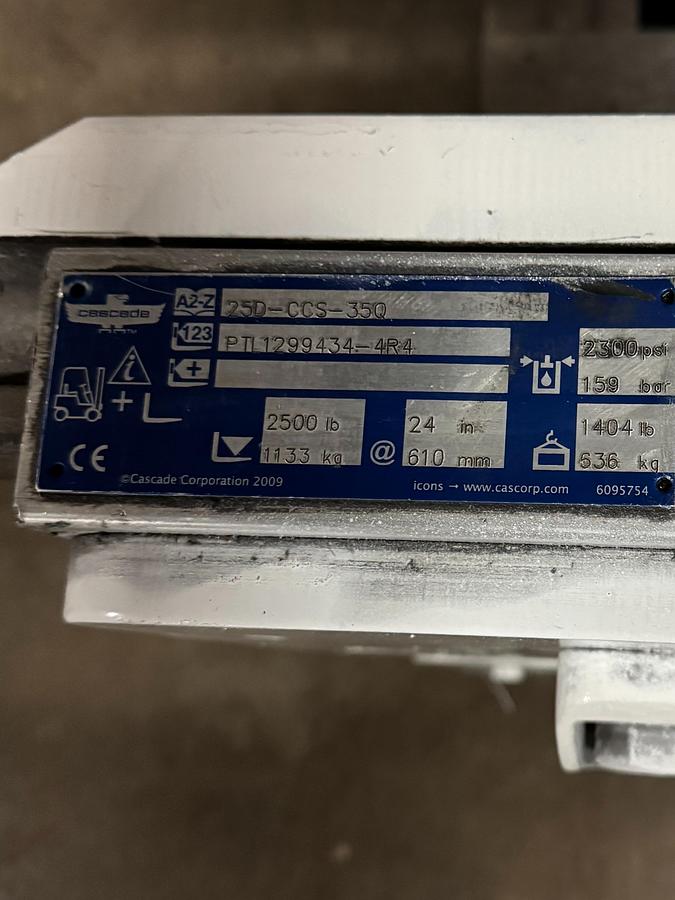 cascade
A2-Z 25D-CCS-35Q
123 PTL1299434-4R4
2300 psi
159 bar
2500 lb
1133 kg
@
24 in
610 mm
1404 lb
636 kg
CE
©Cascade Corporation 2009
icons → www.cascorp.com
6095754